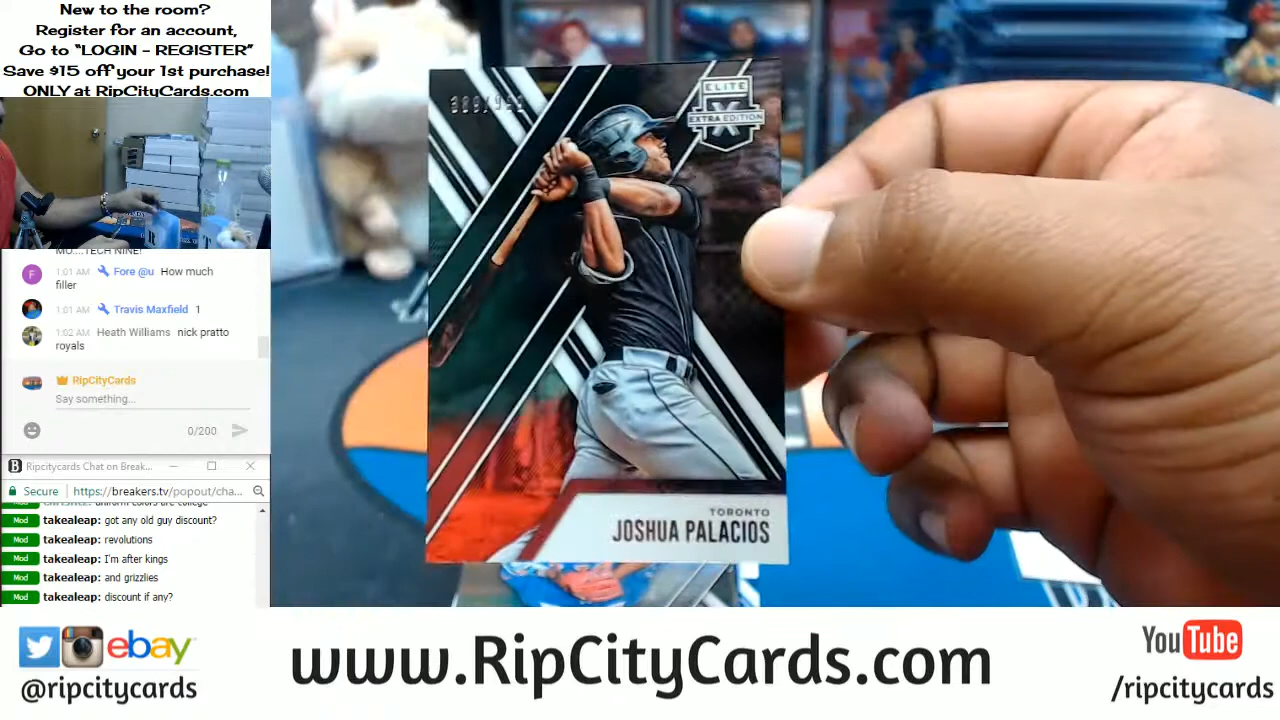 New to the room?
Register for an account,
Go to “LOGIN - REGISTER”
Save $15 off your 1st purchase!
ONLY at RipCityCards.com
F 1:01 AM Fore @u How much
filler
1:01 AM Travis Maxfield 1
1:02 AM Heath Williams nick pratto
royals
RipCityCards
Say something...
0/200
B Ripcitycards Chat on Break...
Secure https://breakers.tv/popout/cha...
Mod takealeap: got any old guy discount?
Mod takealeap: revolutions
Mod takealeap: I'm after kings
Mod takealeap: and grizzlies
Mod takealeap: discount if any?
ELITE
X
EXTRA EDITION
TORONTO
JOSHUA PALACIOS
ebay
@ripcitycards
www.RipCityCards.com
YouTube
/ripcitycards